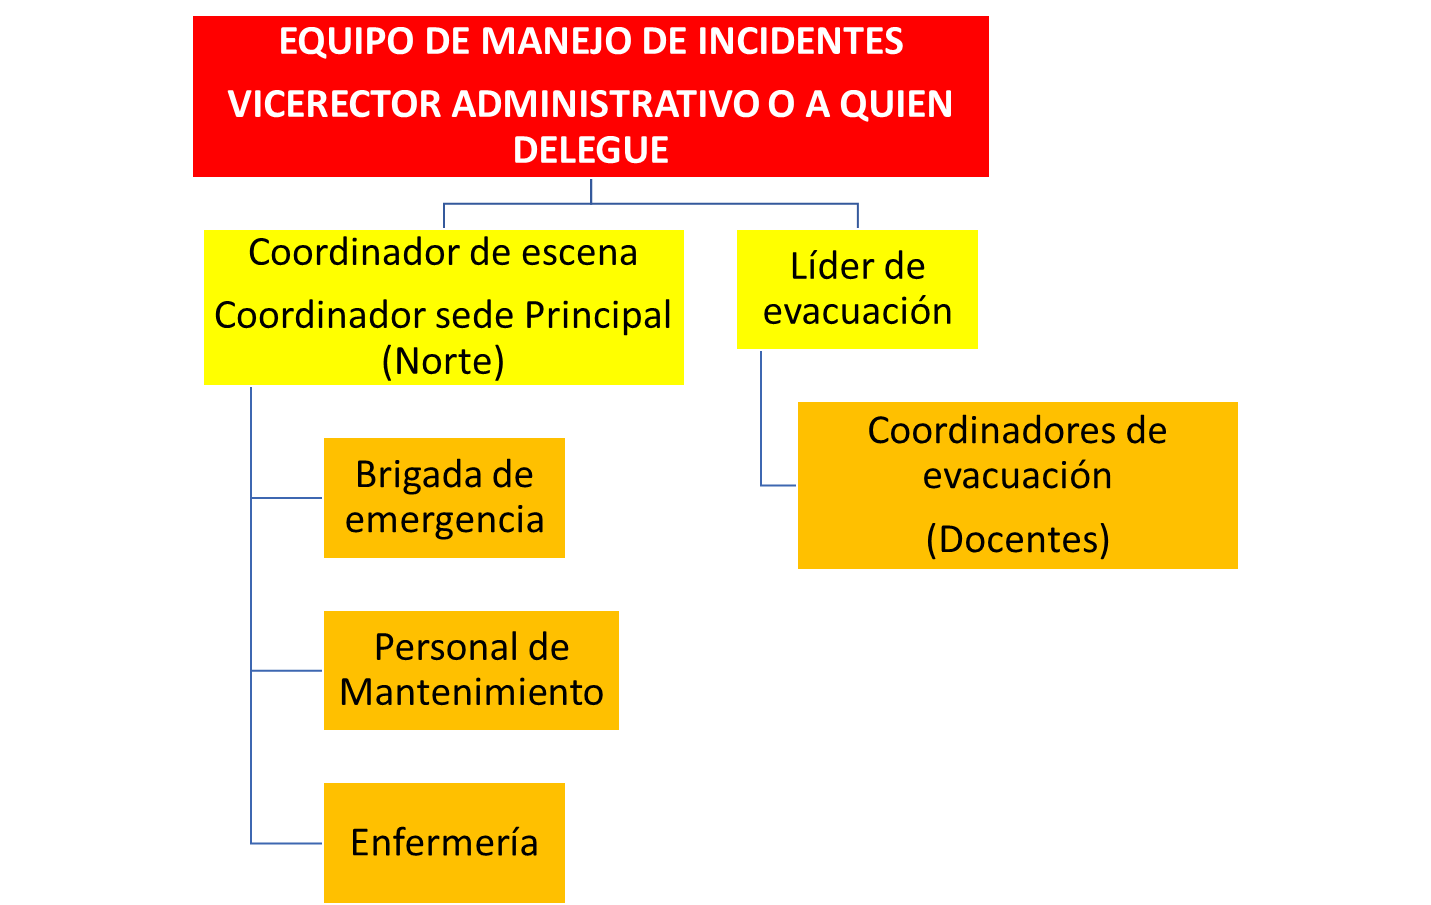 EQUIPO DE MANEJO DE INCIDENTES
VICERECTOR ADMINISTRATIVO O A QUIEN
DELEGUE
Coordinador de escena
Coordinador sede Principal
(Norte)
Líder de
evacuación
Coordinadores de
evacuación
(Docentes)
Brigada de
emergencia
Personal de
Mantenimiento
Enfermería